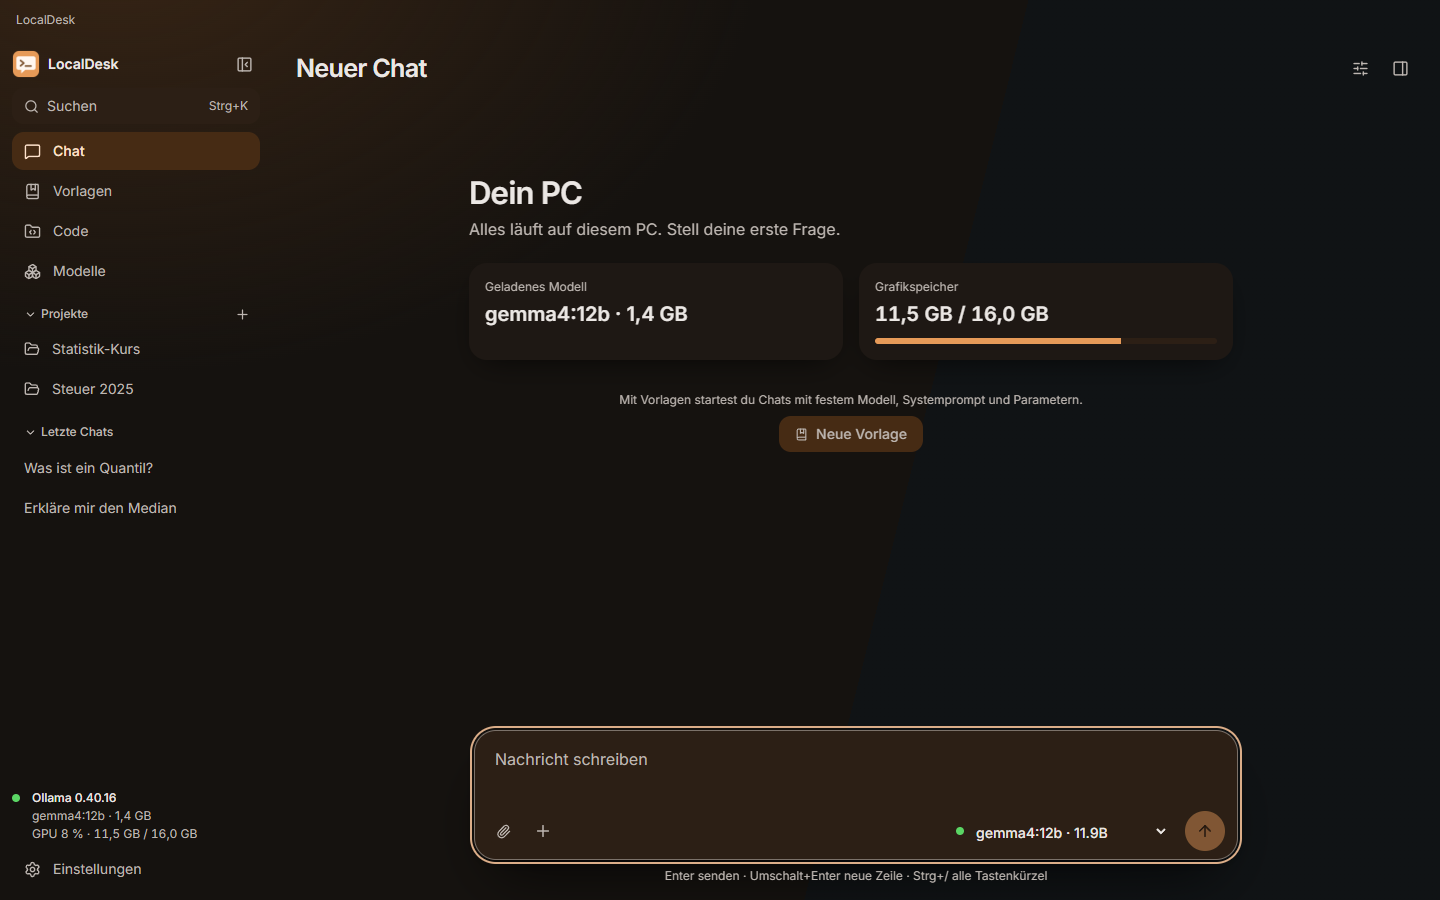 LocalDesk
LocalDesk
Suchen Strg+K
Chat
Vorlagen
Code
Modelle
Projekte
Statistik-Kurs
Steuer 2025
Letzte Chats
Was ist ein Quantil?
Erkläre mir den Median
Ollama 0.40.16
gemma4:12b · 1,4 GB
GPU 8 % · 11,5 GB / 16,0 GB
Einstellungen
Neuer Chat
Dein PC
Alles läuft auf diesem PC. Stell deine erste Frage.
Geladenes Modell
gemma4:12b · 1,4 GB
Grafikspeicher
11,5 GB / 16,0 GB
Mit Vorlagen startest du Chats mit festem Modell, Systemprompt und Parametern.
Neue Vorlage
Nachricht schreiben
gemma4:12b · 11.9B
Enter senden · Umschalt+Enter neue Zeile · Strg+/ alle Tastenkürzel